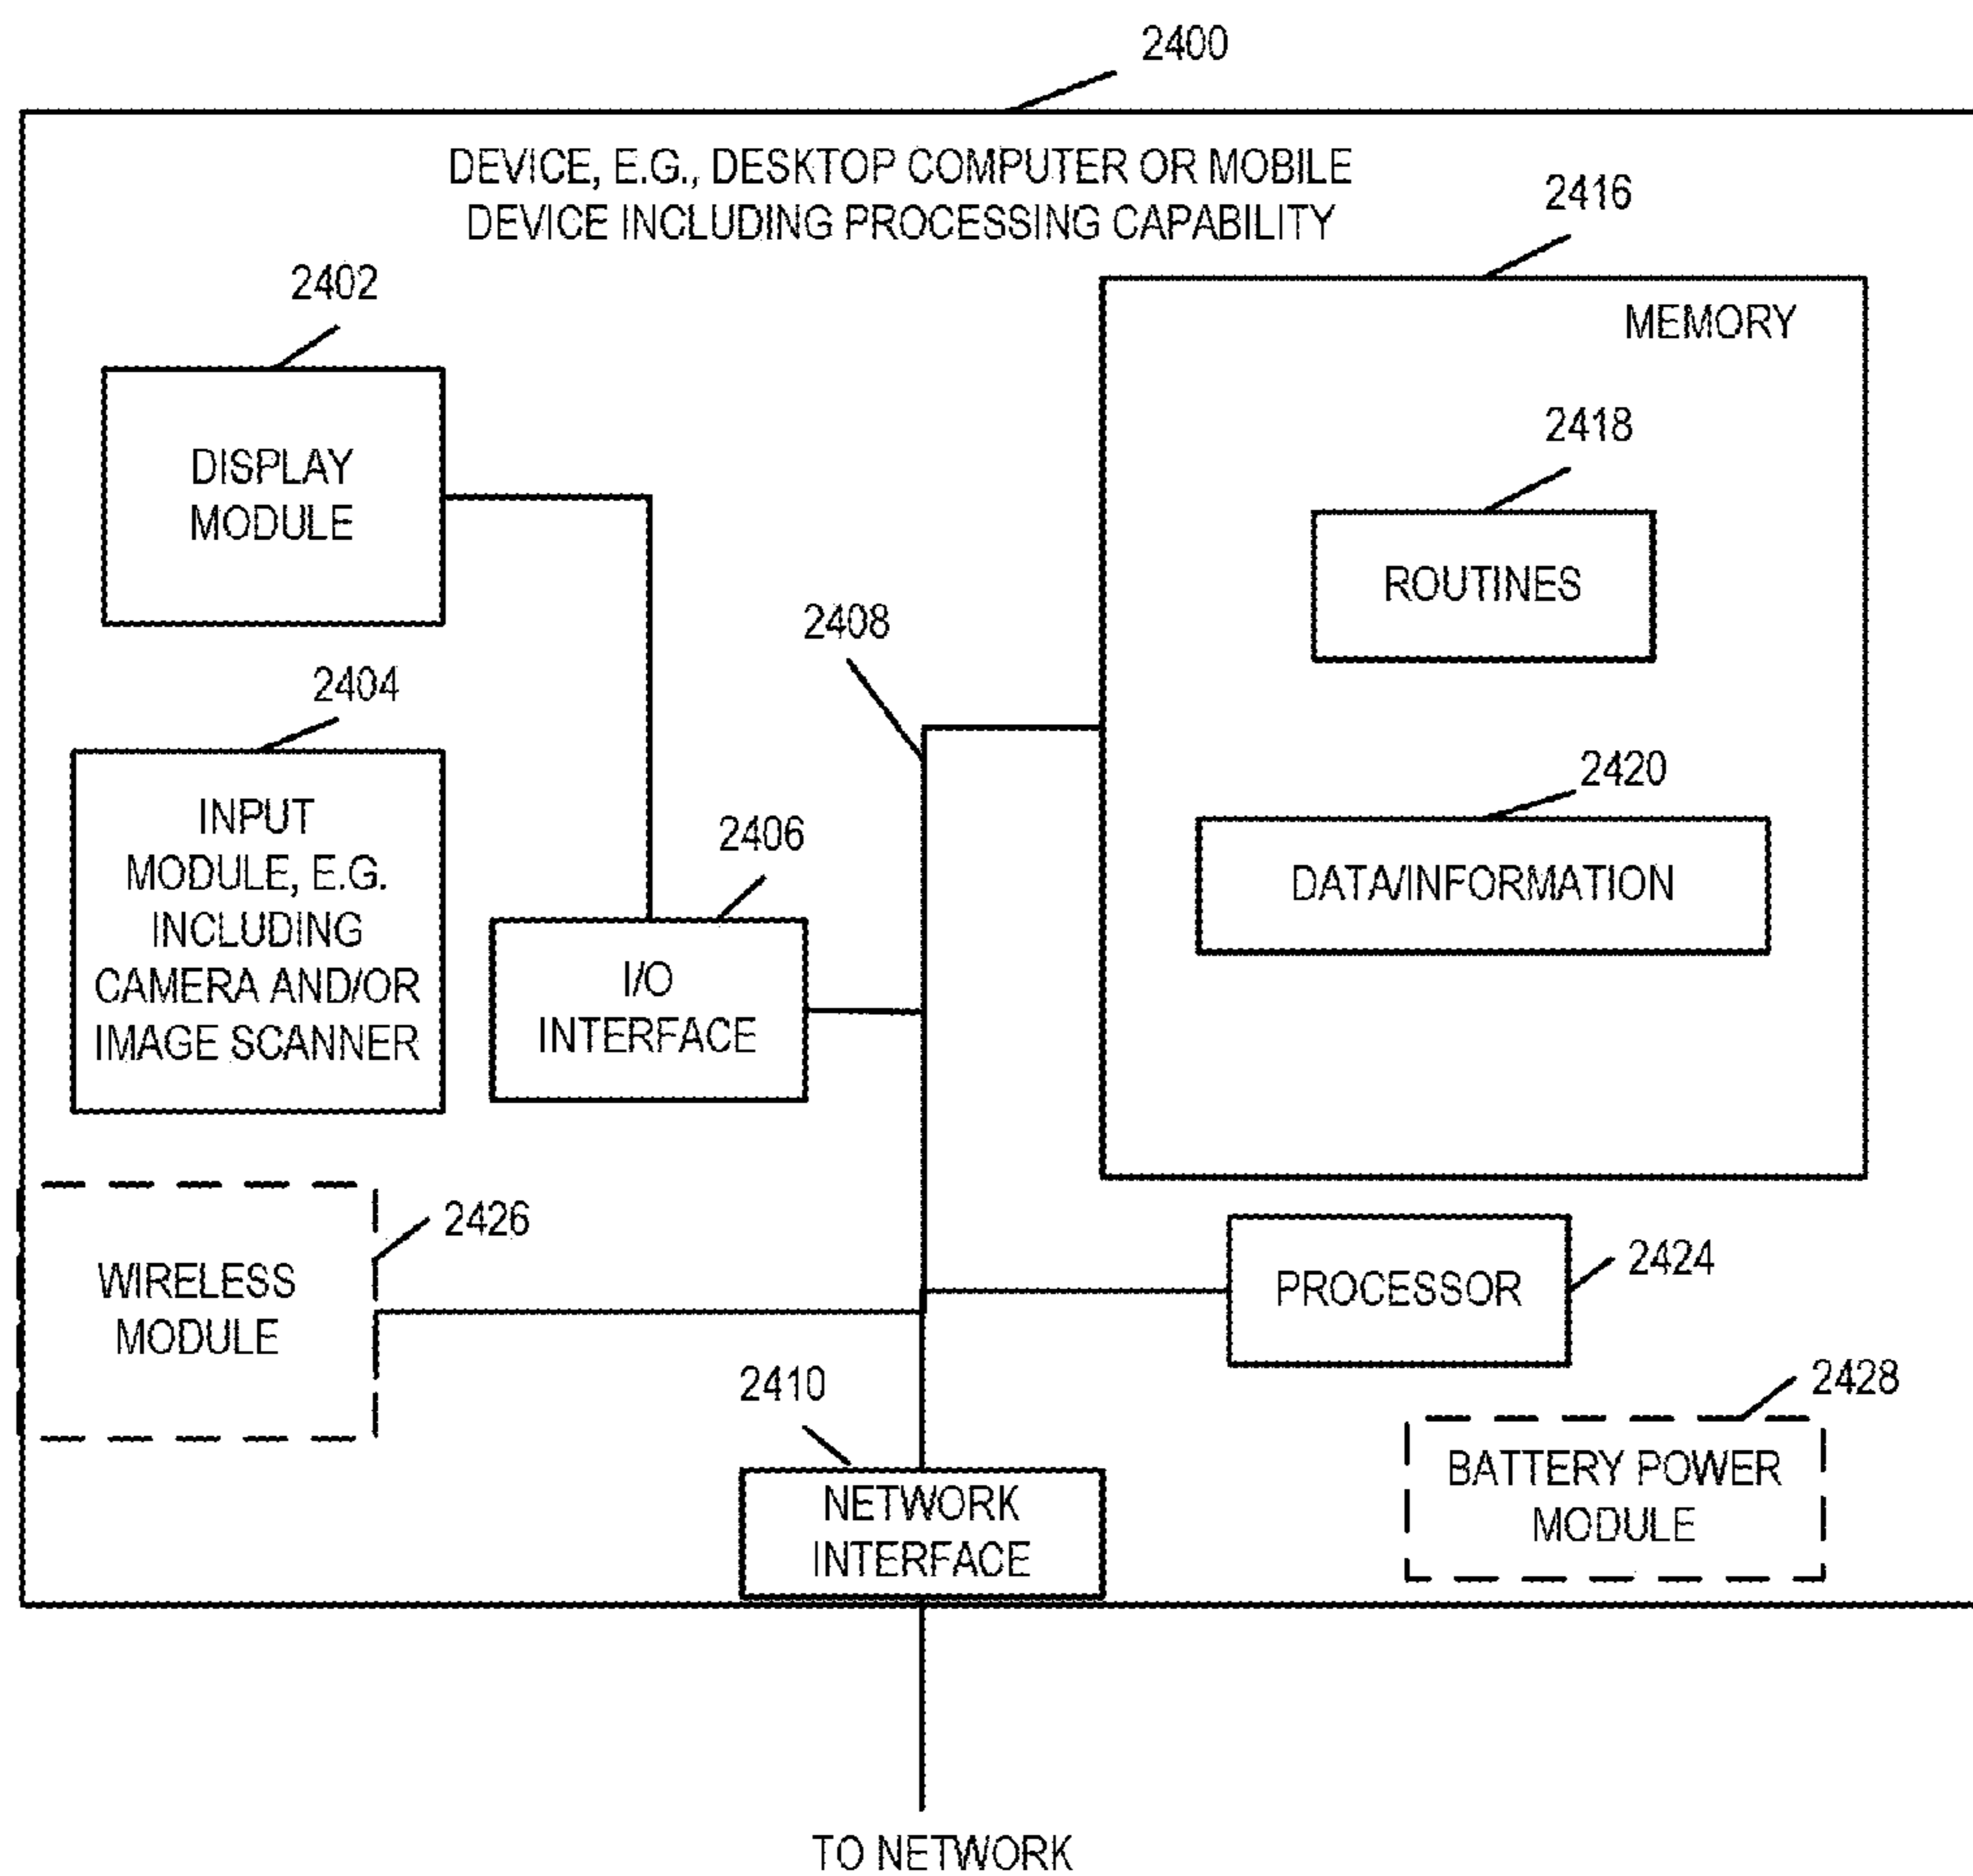 2400
DEVICE, E.G., DESKTOP COMPUTER OR MOBILE
DEVICE INCLUDING PROCESSING CAPABILITY
2416
MEMORY
2402
DISPLAY
MODULE
2418
ROUTINES
2408
2404
INPUT
MODULE, E.G.
INCLUDING
CAMERA AND/OR
IMAGE SCANNER
2406
I/O
INTERFACE
2420
DATA/INFORMATION
2426
WIRELESS
MODULE
2424
PROCESSOR
2410
NETWORK
INTERFACE
2428
BATTERY POWER
MODULE
TO NETWORK